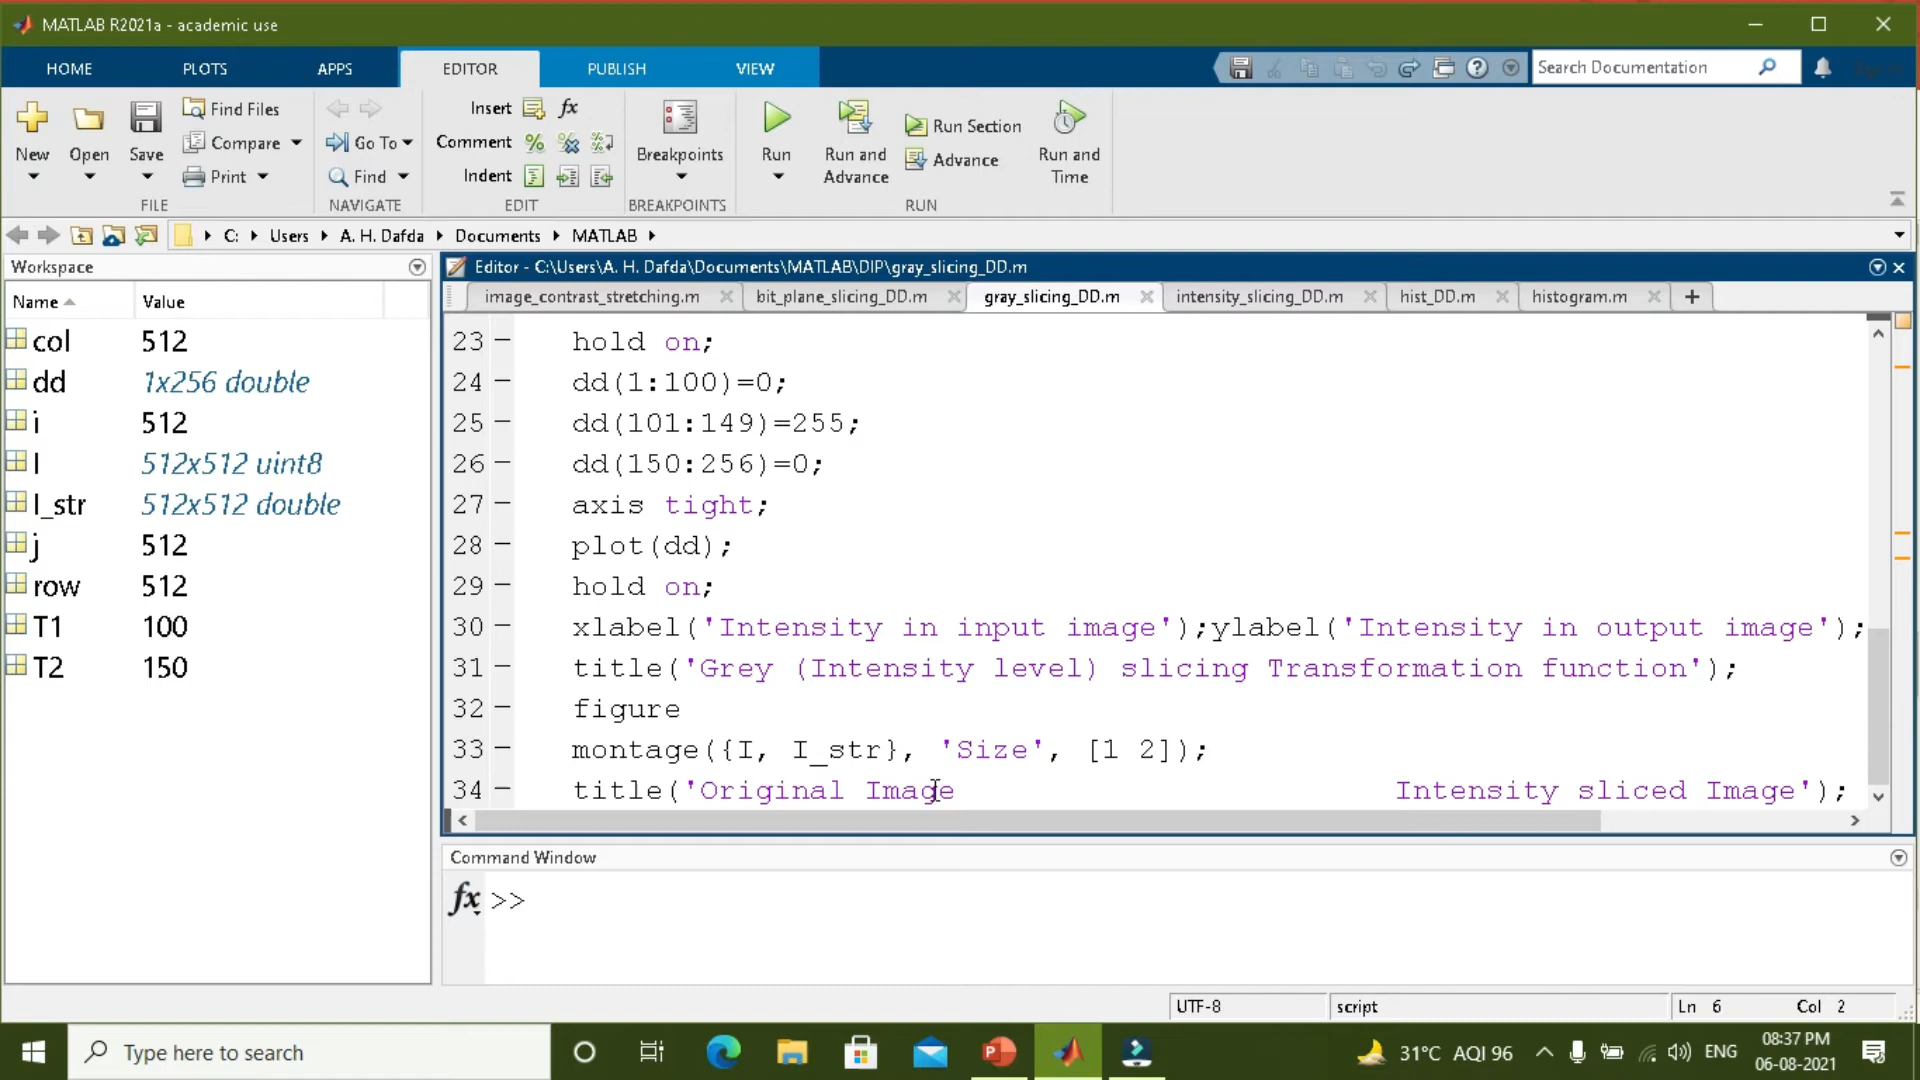 MATLAB R2021a - academic use
HOME PLOTS APPS EDITOR PUBLISH VIEW Search Documentation
New Open Save Find Files Compare Print FILE
Go To Find NAVIGATE
Insert fx Comment Indent EDIT
Breakpoints BREAKPOINTS
Run Run and Advance Run Section Advance Run and Time RUN
C: Users A. H. Dafda Documents MATLAB
Workspace
Name Value
col 512
dd 1x256 double
i 512
I 512x512 uint8
I_str 512x512 double
j 512
row 512
T1 100
T2 150
Editor - C:\Users\A. H. Dafda\Documents\MATLAB\DIP\gray_slicing_DD.m
image_contrast_stretching.m bit_plane_slicing_DD.m gray_slicing_DD.m intensity_slicing_DD.m hist_DD.m histogram.m
23 - hold on;
24 - dd(1:100)=0;
25 - dd(101:149)=255;
26 - dd(150:256)=0;
27 - axis tight;
28 - plot(dd);
29 - hold on;
30 - xlabel('Intensity in input image');ylabel('Intensity in output image');
31 - title('Grey (Intensity level) slicing Transformation function');
32 - figure
33 - montage({I, I_str}, 'Size', [1 2]);
34 - title('Original Image Intensity sliced Image');
Command Window
fx >>
UTF-8 script Ln 6 Col 2
Type here to search
31°C AQI 96 ENG 08:37 PM
06-08-2021